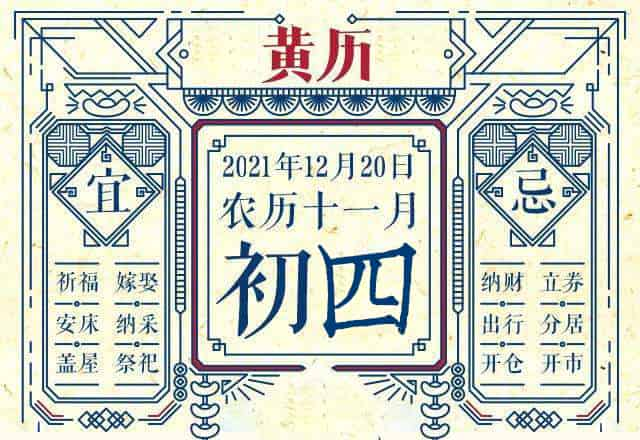 黄历
宜
祈福 嫁娶
安床 纳采
盖屋 祭祀
2021年12月20日
农历十一月
初四
忌
纳财 立券
出行 分居
开仓 开市